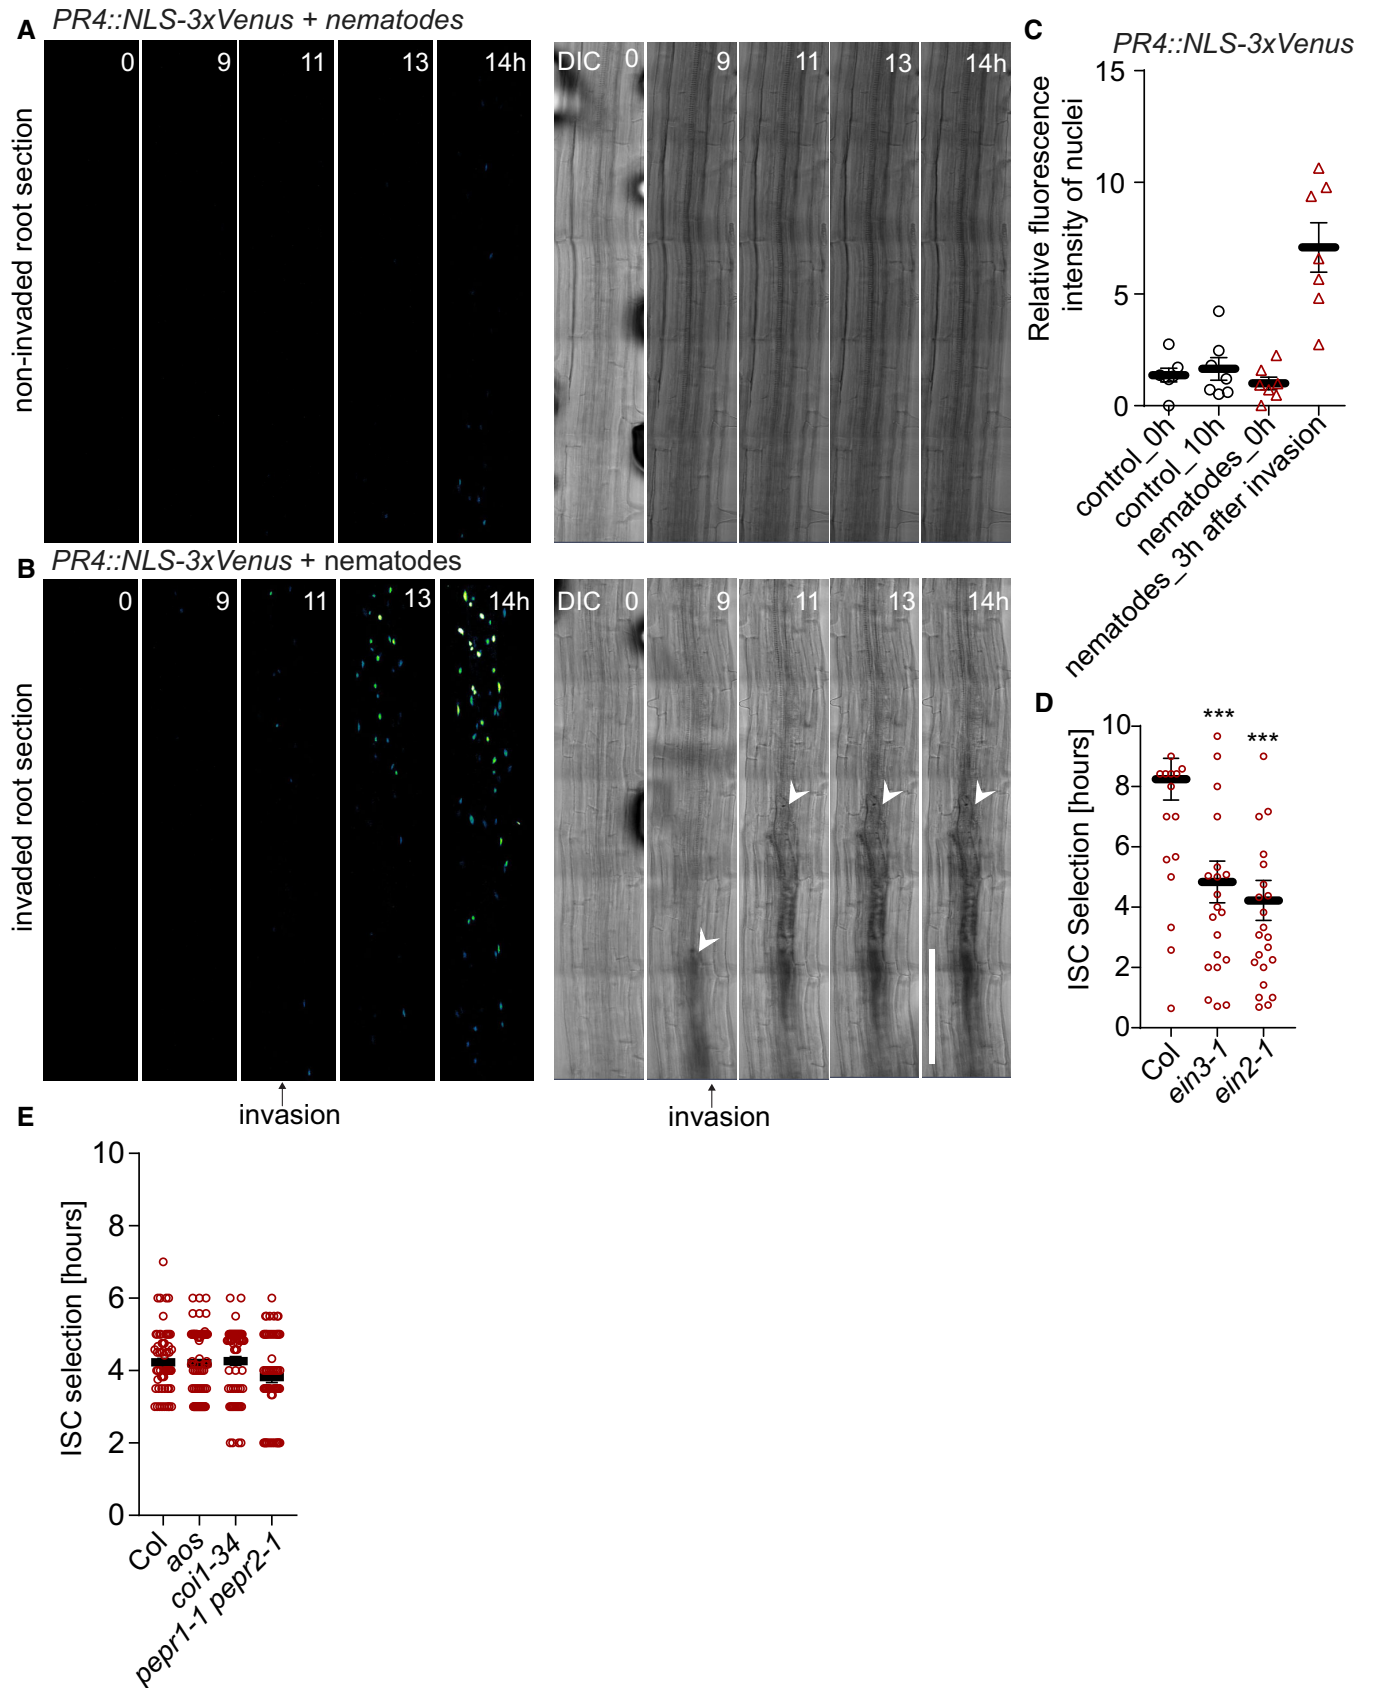 A
PR4::NLS-3xVenus + nematodes
non-invaded root section
0 9 11 13 14h
DIC 0 9 11 13 14h
B
PR4::NLS-3xVenus + nematodes
invaded root section
0 9 11 13 14h
DIC 0 9 11 13 14h
invasion
invasion
C
PR4::NLS-3xVenus
Relative fluorescence
intensity of nuclei
15
10
5
0
control_0h
control_10h
nematodes_0h
nematodes_3h after invasion
D
ISC Selection [hours]
10
8
6
4
2
0
***
***
Col
ein3-1
ein2-1
E
ISC selection [hours]
10
8
6
4
2
0
Col
aos
coi1-34
pepr1-1 pepr2-1